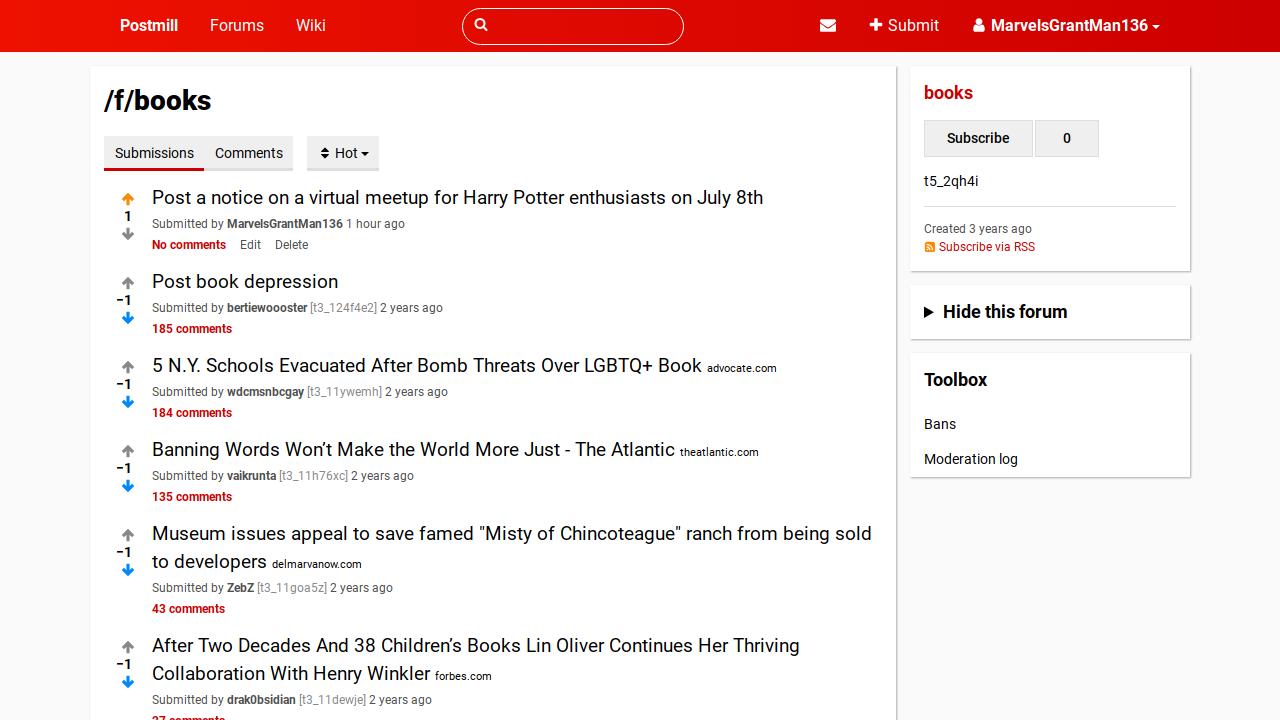 Postmill Forums Wiki Submit MarvelsGrantMan136
/f/books
Submissions Comments Hot
Post a notice on a virtual meetup for Harry Potter enthusiasts on July 8th
1
Submitted by MarvelsGrantMan136 1 hour ago
No comments Edit Delete
Post book depression
−1
Submitted by bertiewoooster [t3_124f4e2] 2 years ago
185 comments
5 N.Y. Schools Evacuated After Bomb Threats Over LGBTQ+ Book advocate.com
−1
Submitted by wdcmsnbcgay [t3_11ywemh] 2 years ago
184 comments
Banning Words Won’t Make the World More Just - The Atlantic theatlantic.com
−1
Submitted by vaikrunta [t3_11h76xc] 2 years ago
135 comments
Museum issues appeal to save famed "Misty of Chincoteague" ranch from being sold
to developers delmarvanow.com
−1
Submitted by ZebZ [t3_11goa5z] 2 years ago
43 comments
After Two Decades And 38 Children’s Books Lin Oliver Continues Her Thriving
Collaboration With Henry Winkler forbes.com
−1
Submitted by drak0bsidian [t3_11dewje] 2 years ago
27 comments
books
Subscribe 0
t5_2qh4i
Created 3 years ago
Subscribe via RSS
Hide this forum
Toolbox
Bans
Moderation log